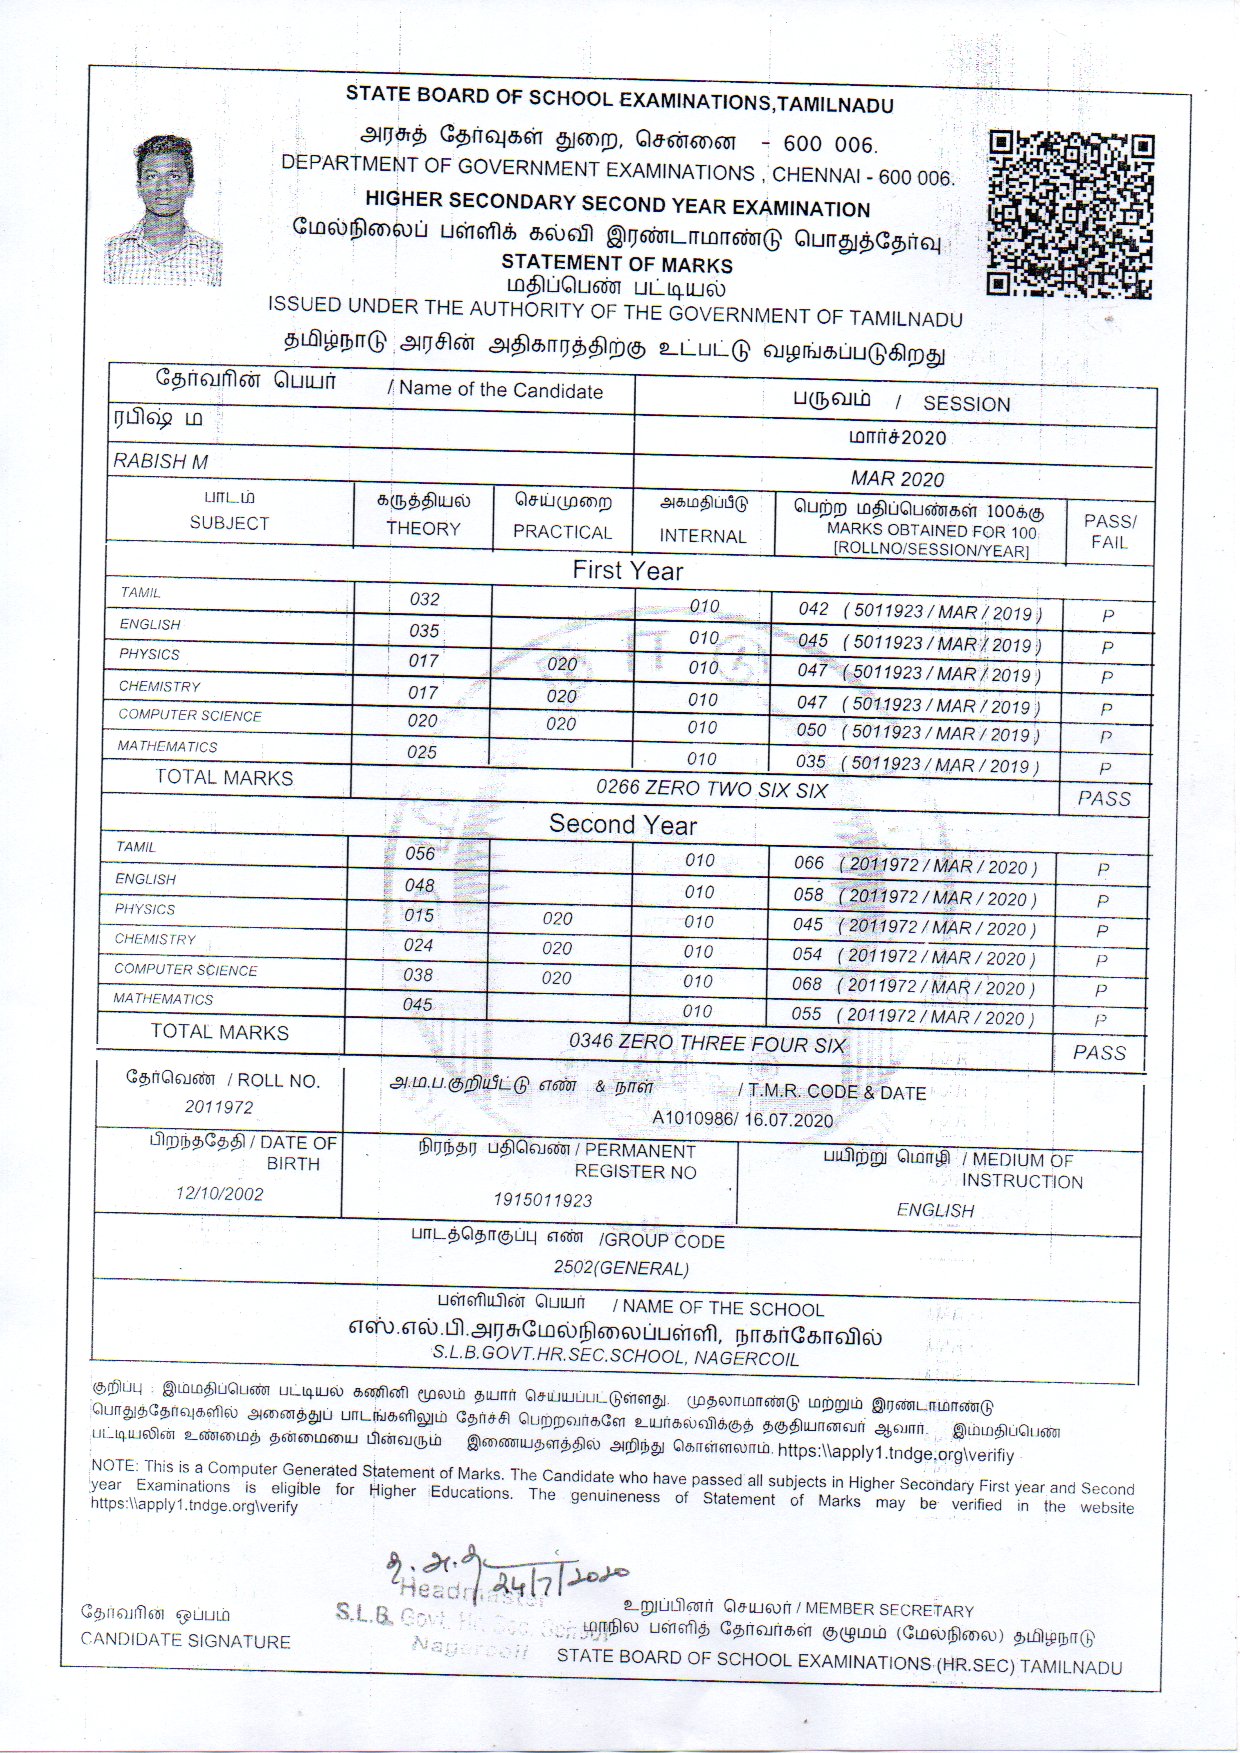 STATE BOARD OF SCHOOL EXAMINATIONS,TAMILNADU
அரசுத் தேர்வுகள் துறை, சென்னை - 600 006.
DEPARTMENT OF GOVERNMENT EXAMINATIONS , CHENNAI - 600 006.
HIGHER SECONDARY SECOND YEAR EXAMINATION
மேல்நிலைப் பள்ளிக் கல்வி இரண்டாமாண்டு பொதுத்தேர்வு
STATEMENT OF MARKS
மதிப்பெண் பட்டியல்
ISSUED UNDER THE AUTHORITY OF THE GOVERNMENT OF TAMILNADU
தமிழ்நாடு அரசின் அதிகாரத்திற்கு உட்பட்டு வழங்கப்படுகிறது
தேர்வரின் பெயர் / Name of the Candidate பருவம் / SESSION
ரபிஷ் ம மார்ச்2020
RABISH M MAR 2020
பாடம் கருத்தியல் செய்முறை அகமதிப்பீடு பெற்ற மதிப்பெண்கள் 100க்கு
SUBJECT THEORY PRACTICAL INTERNAL MARKS OBTAINED FOR 100 PASS/
[ROLLNO/SESSION/YEAR] FAIL
First Year
TAMIL 032 010 042 ( 5011923 / MAR / 2019 ) P
ENGLISH 035 010 045 ( 5011923 / MAR / 2019 ) P
PHYSICS 017 020 010 047 ( 5011923 / MAR / 2019 ) P
CHEMISTRY 017 020 010 047 ( 5011923 / MAR / 2019 ) P
COMPUTER SCIENCE 020 020 010 050 ( 5011923 / MAR / 2019 ) P
MATHEMATICS 025 010 035 ( 5011923 / MAR / 2019 ) P
TOTAL MARKS 0266 ZERO TWO SIX SIX PASS
Second Year
TAMIL 056 010 066 ( 2011972 / MAR / 2020 ) P
ENGLISH 048 010 058 ( 2011972 / MAR / 2020 ) P
PHYSICS 015 020 010 045 ( 2011972 / MAR / 2020 ) P
CHEMISTRY 024 020 010 054 ( 2011972 / MAR / 2020 ) P
COMPUTER SCIENCE 038 020 010 068 ( 2011972 / MAR / 2020 ) P
MATHEMATICS 045 010 055 ( 2011972 / MAR / 2020 ) P
TOTAL MARKS 0346 ZERO THREE FOUR SIX PASS
தேர்வெண் / ROLL NO. அ.ம.ப.குறியீட்டு எண் & நாள் / T.M.R. CODE & DATE
2011972 A1010986/ 16.07.2020
பிறந்ததேதி / DATE OF BIRTH நிரந்தர பதிவெண் / PERMANENT REGISTER NO பயிற்று மொழி / MEDIUM OF INSTRUCTION
12/10/2002 1915011923 ENGLISH
பாடத்தொகுப்பு எண் /GROUP CODE
2502(GENERAL)
பள்ளியின் பெயர் / NAME OF THE SCHOOL
எஸ்.எல்.பி.அரசுமேல்நிலைப்பள்ளி, நாகர்கோவில்
S.L.B.GOVT.HR.SEC.SCHOOL, NAGERCOIL
குறிப்பு : இம்மதிப்பெண் பட்டியல் கணினி மூலம் தயார் செய்யப்பட்டுள்ளது. முதலாமாண்டு மற்றும் இரண்டாமாண்டு
பொதுத்தேர்வுகளில் அனைத்துப் பாடங்களிலும் தேர்ச்சி பெற்றவர்களே உயர்கல்விக்குத் தகுதியானவர் ஆவார். இம்மதிப்பெண்
பட்டியலின் உண்மைத் தன்மையை பின்வரும் இணையதளத்தில் அறிந்து கொள்ளலாம். https:\\apply1.tndge.org\verifiy
NOTE: This is a Computer Generated Statement of Marks. The Candidate who have passed all subjects in Higher Secondary First year and Second
year Examinations is eligible for Higher Educations. The genuineness of Statement of Marks may be verified in the website
https:\\apply1.tndge.org\verify
24/7/2020
Headmaster
S.L.B. Govt. Hr. Sec. School
Nagercoil
தேர்வரின் ஒப்பம்
CANDIDATE SIGNATURE
உறுப்பினர் செயலர் / MEMBER SECRETARY
மாநில பள்ளித் தேர்வர்கள் குழுமம் (மேல்நிலை) தமிழ்நாடு
STATE BOARD OF SCHOOL EXAMINATIONS (HR.SEC) TAMILNADU